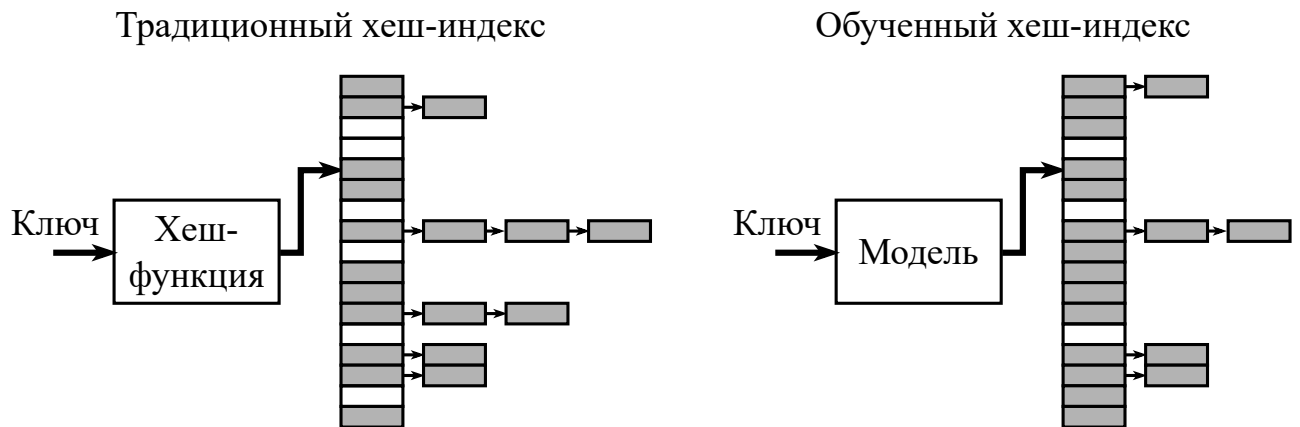 Традиционный хеш-индекс
Ключ
Хеш-
функция
Обученный хеш-индекс
Ключ
Модель